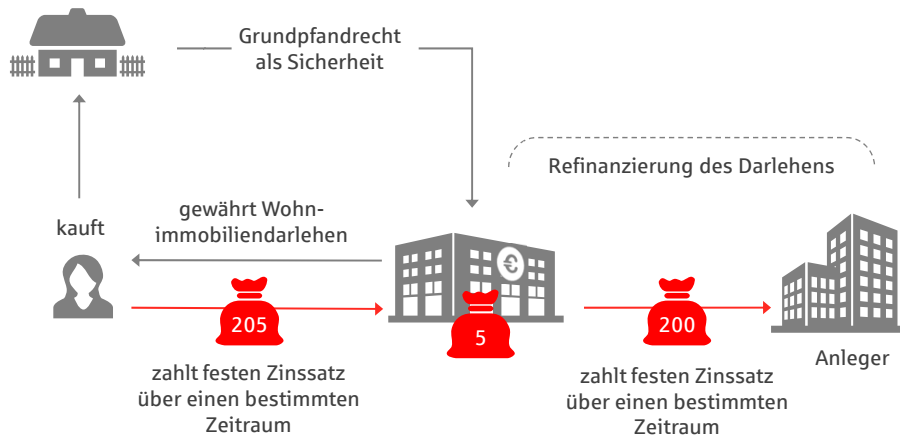 Grundpfandrecht
als Sicherheit
Refinanzierung des Darlehens
kauft
gewährt Wohn-
immobiliendarlehen
€
205
5
200
zahlt festen Zinssatz
über einen bestimmten
Zeitraum
zahlt festen Zinssatz
über einen bestimmten
Zeitraum
Anleger